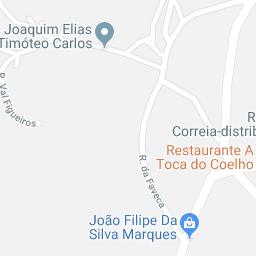 Joaquim Elias
Timóteo Carlos
R. Val Figueiros
R
Correia-distrib
Restaurante A
Toca do Coelho
R. da Faveca
João Filipe Da
Silva Marques